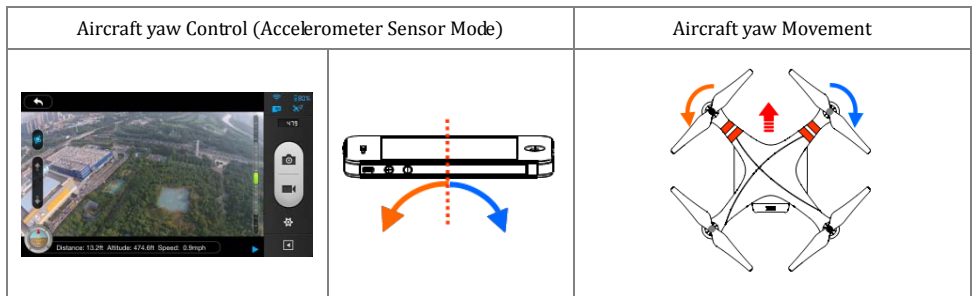 Aircraft yaw Control (Accelerometer Sensor Mode)
Aircraft yaw Movement
Distance: 13.2ft Altitude: 474.6ft Speed: 0.9mph